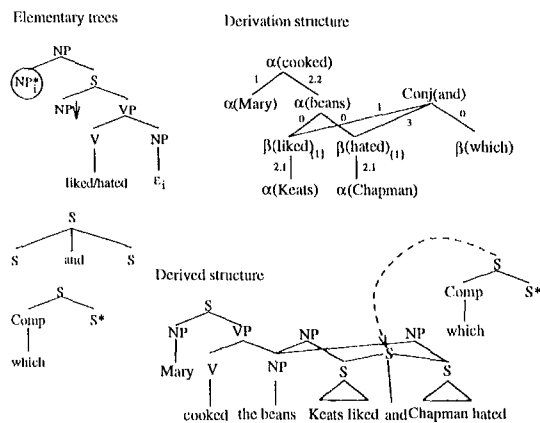 Elementary trees
NP
NP*i
S
NP
VP
V
NP
liked/hated
εi
S
S
and
S
S
Comp
S*
which
Derivation structure
α(cooked)
1
2.2
α(Mary)
α(beans)
Conj(and)
0
0
1
3
0
β(liked){1}
β(hated){1}
β(which)
2.1
2.1
α(Keats)
α(Chapman)
Derived structure
S
Comp
S*
which
S
NP
VP
NP
NP
Mary
V
NP
S
S
S
cooked
the beans
Keats liked
and
Chapman hated